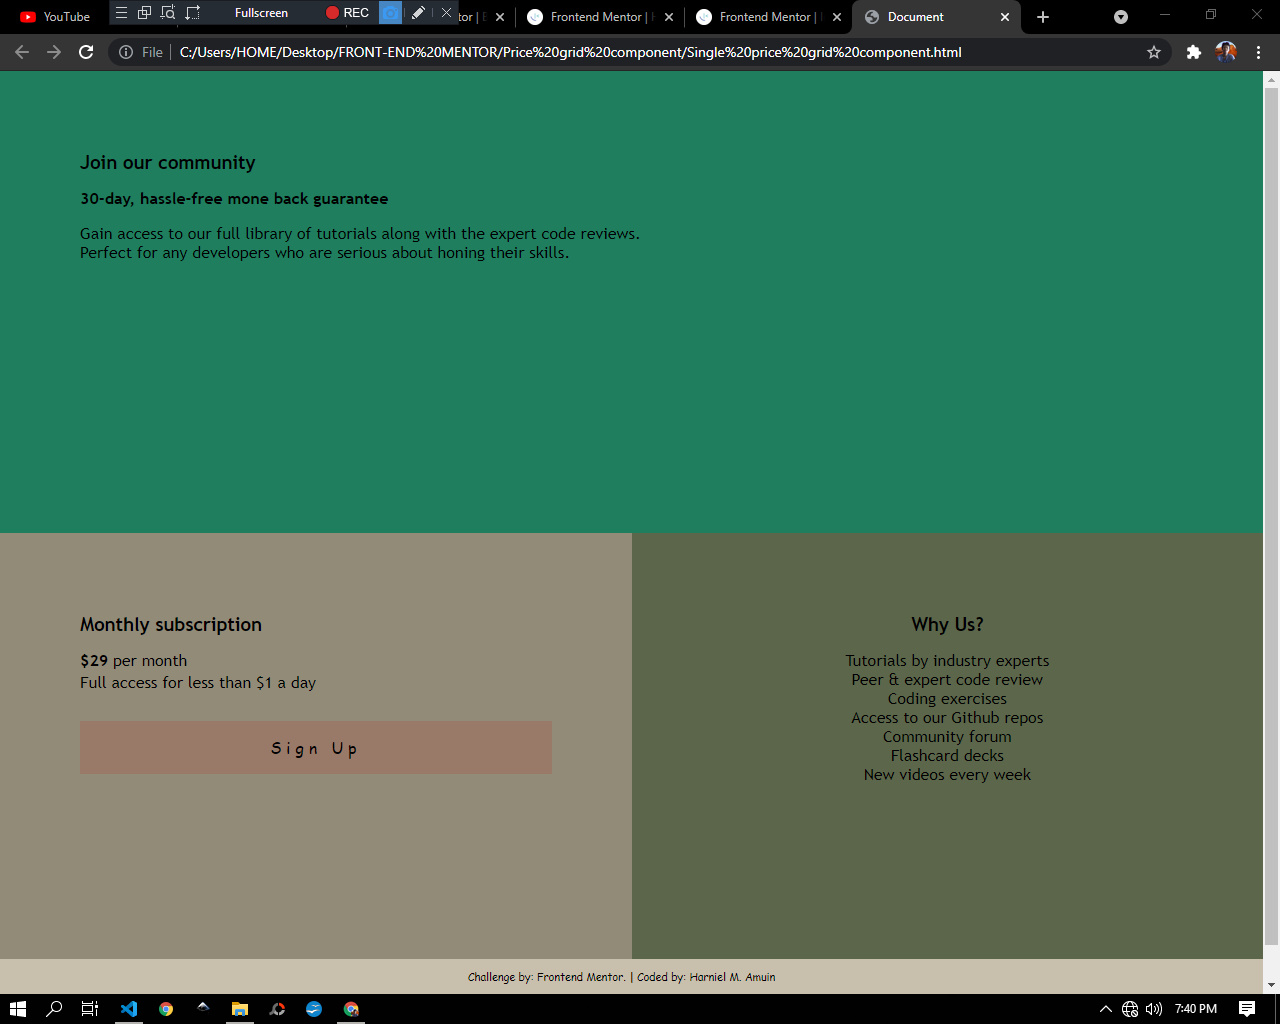 YouTube
Fullscreen
REC
tor |
Frontend Mentor |
Frontend Mentor |
Document
File
C:/Users/HOME/Desktop/FRONT-END%20MENTOR/Price%20grid%20component/Single%20price%20grid%20component.html
Join our community
30-day, hassle-free mone back guarantee
Gain access to our full library of tutorials along with the expert code reviews.
Perfect for any developers who are serious about honing their skills.
Monthly subscription
$29 per month
Full access for less than $1 a day
Sign Up
Why Us?
Tutorials by industry experts
Peer & expert code review
Coding exercises
Access to our Github repos
Community forum
Flashcard decks
New videos every week
Challenge by: Frontend Mentor. | Coded by: Harniel M. Amuin
7:40 PM